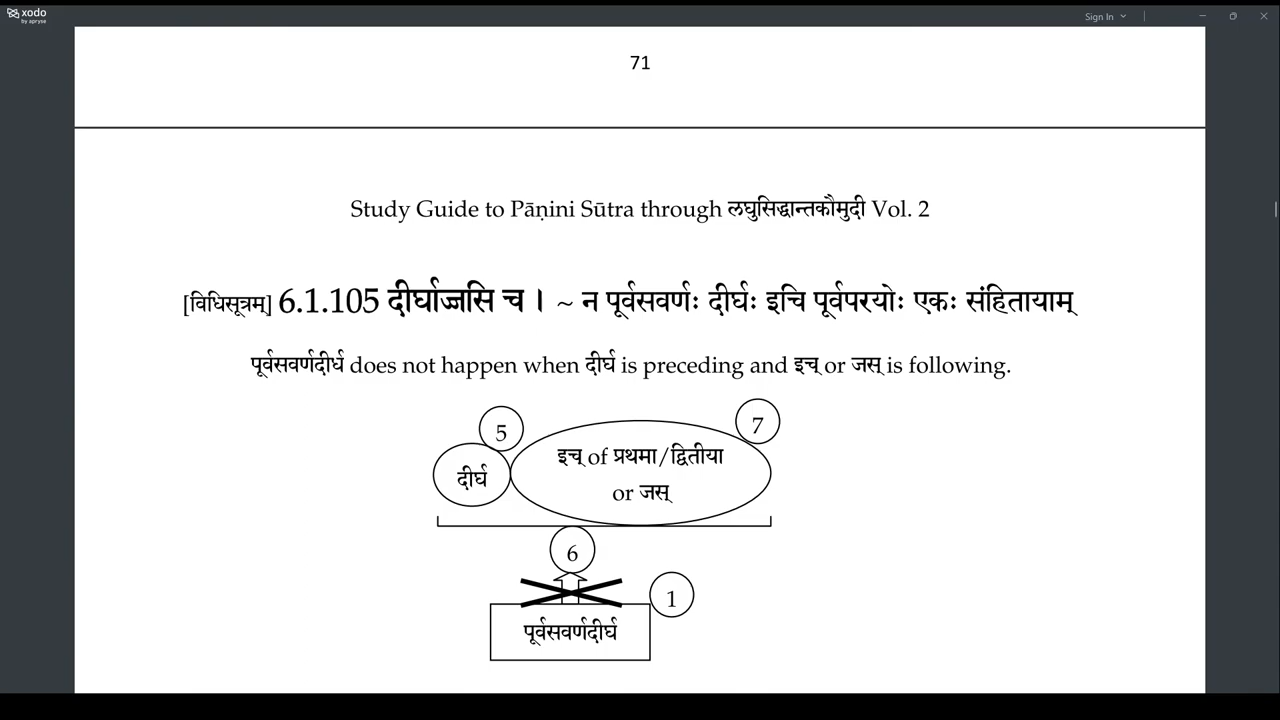 xodo
by apryse
Sign In
71
Study Guide to Pāṇini Sūtra through लघुसिद्धान्तकौमुदी Vol. 2
[विधिसूत्रम्] 6.1.105 दीर्घाज्जसि च । ~ न पूर्वसवर्णः दीर्घः इचि पूर्वपरयोः एकः संहितायाम्
पूर्वसवर्णदीर्घ does not happen when दीर्घ is preceding and इच् or जस् is following.
5
7
इच् of प्रथमा/द्वितीया
दीर्घ
or जस्
6
1
पूर्वसवर्णदीर्घ